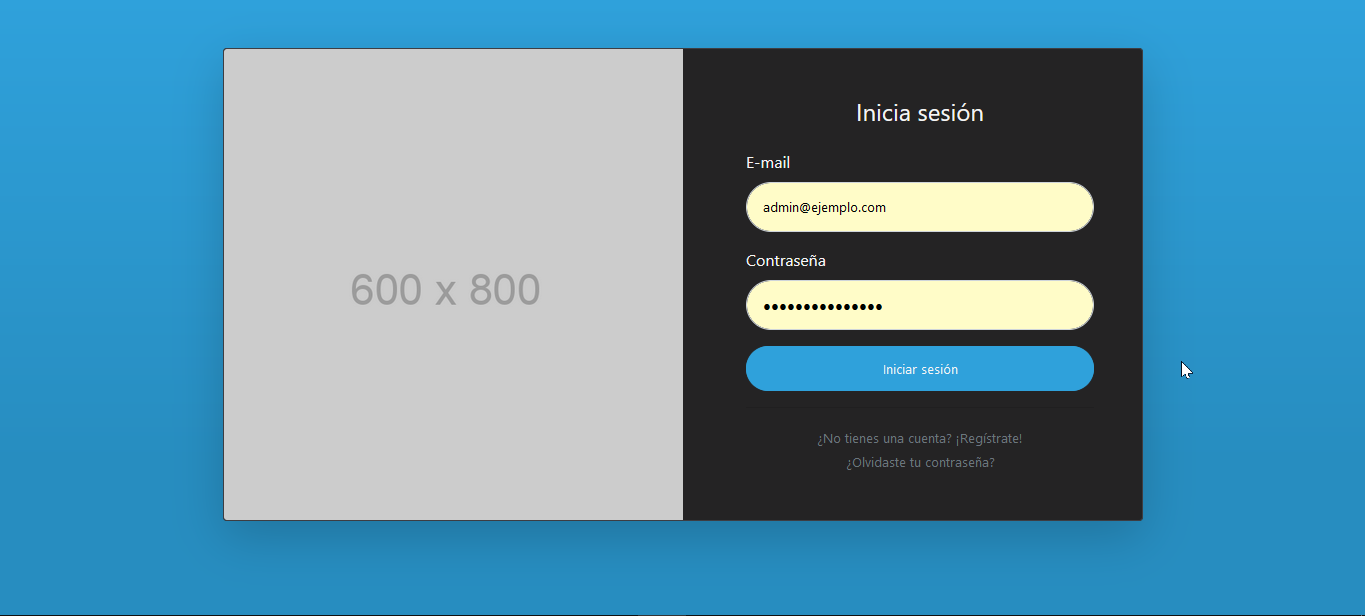 600 x 800
Inicia sesión
E-mail
admin@ejemplo.com
Contraseña
•••••••••••••••
Iniciar sesión
¿No tienes una cuenta? ¡Regístrate!
¿Olvidaste tu contraseña?